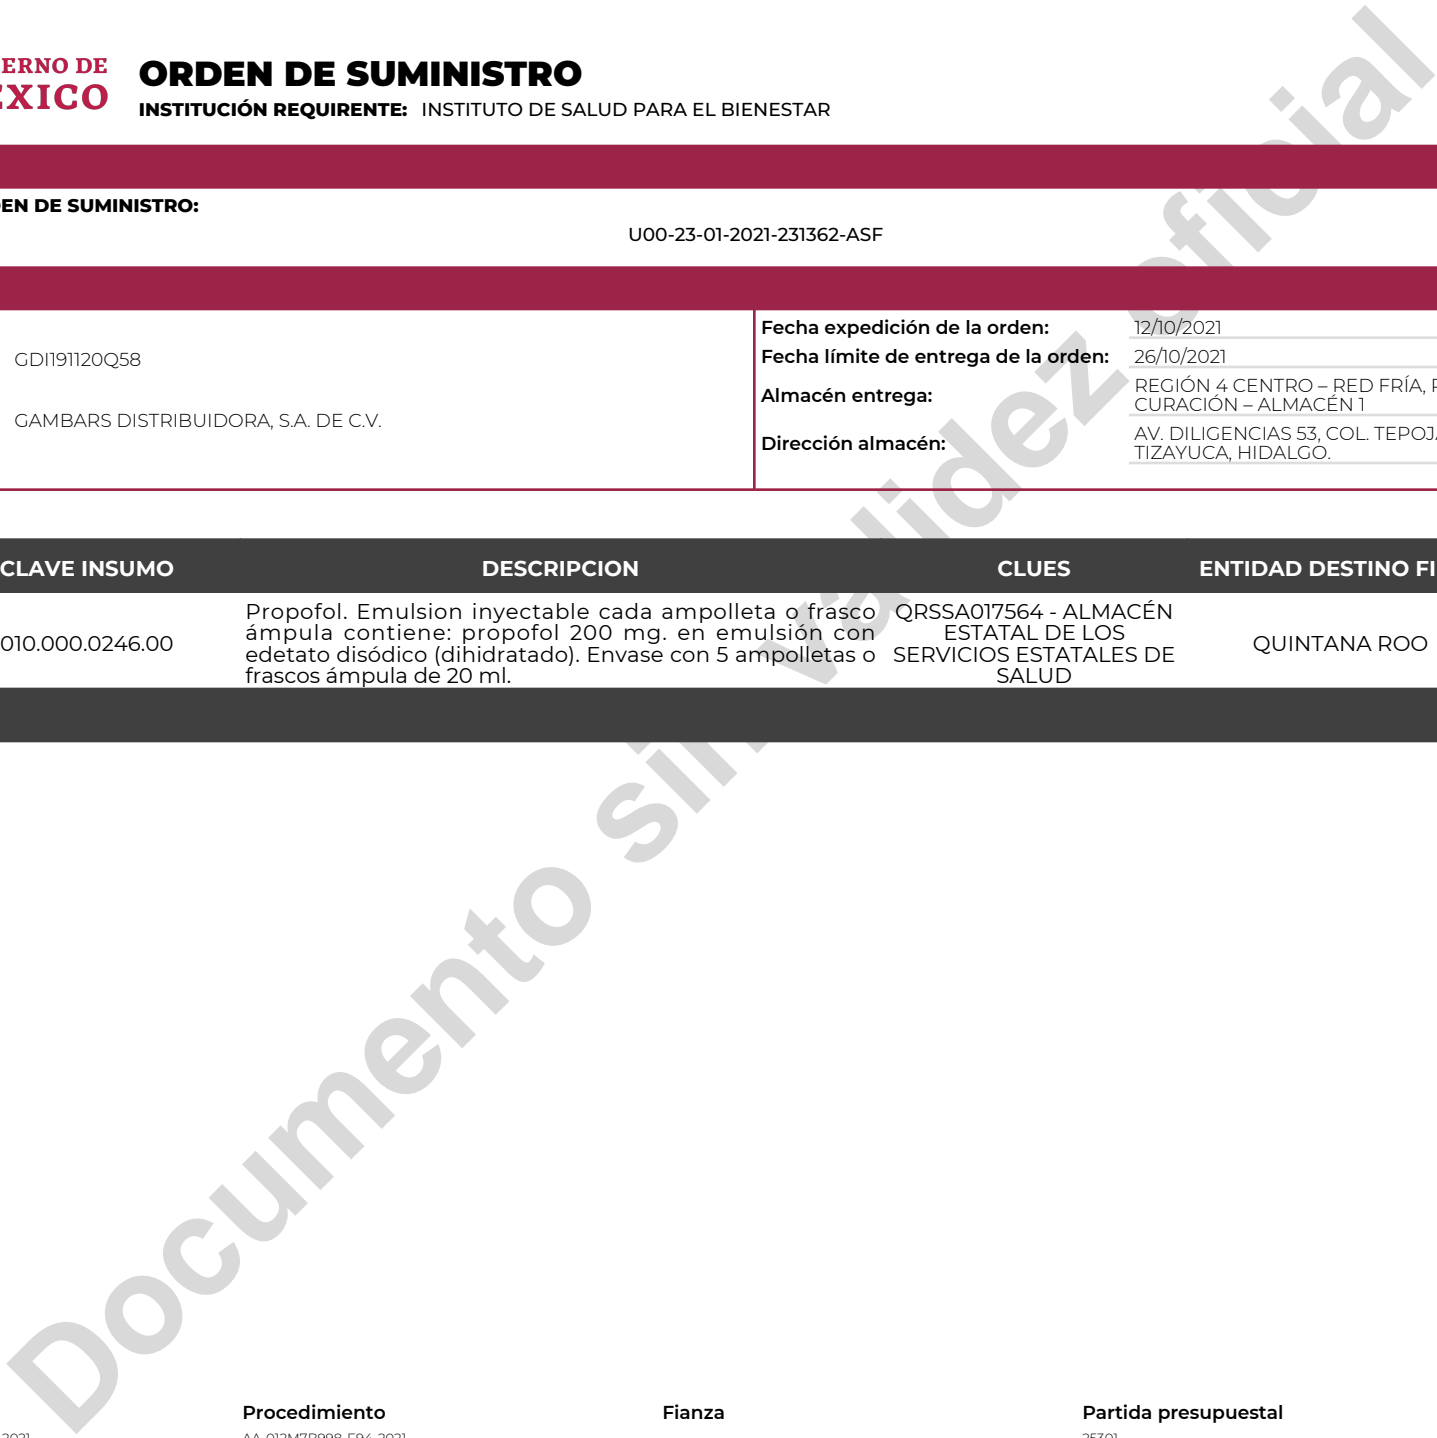 ERNO DE
ORDEN DE SUMINISTRO
XICO
INSTITUCIÓN REQUIRENTE: INSTITUTO DE SALUD PARA EL BIENESTAR
EN DE SUMINISTRO:
U00-23-01-2021-231362-ASF
GDI191120Q58
GAMBARS DISTRIBUIDORA, S.A. DE C.V.
Fecha expedición de la orden: 12/10/2021
Fecha límite de entrega de la orden: 26/10/2021
Almacén entrega: REGIÓN 4 CENTRO – RED FRÍA,
CURACIÓN – ALMACÉN 1
Dirección almacén: AV. DILIGENCIAS 53, COL. TEPOJ
TIZAYUCA, HIDALGO.
CLAVE INSUMO DESCRIPCION CLUES ENTIDAD DESTINO FI
010.000.0246.00
Propofol. Emulsion inyectable cada ampolleta o frasco
ámpula contiene: propofol 200 mg. en emulsión con
edetato disódico (dihidratado). Envase con 5 ampolletas o
frascos ámpula de 20 ml.
QRSSA017564 - ALMACÉN
ESTATAL DE LOS
SERVICIOS ESTATALES DE
SALUD
QUINTANA ROO
Documento sin validez oficial
Procedimiento Fianza Partida presupuestal